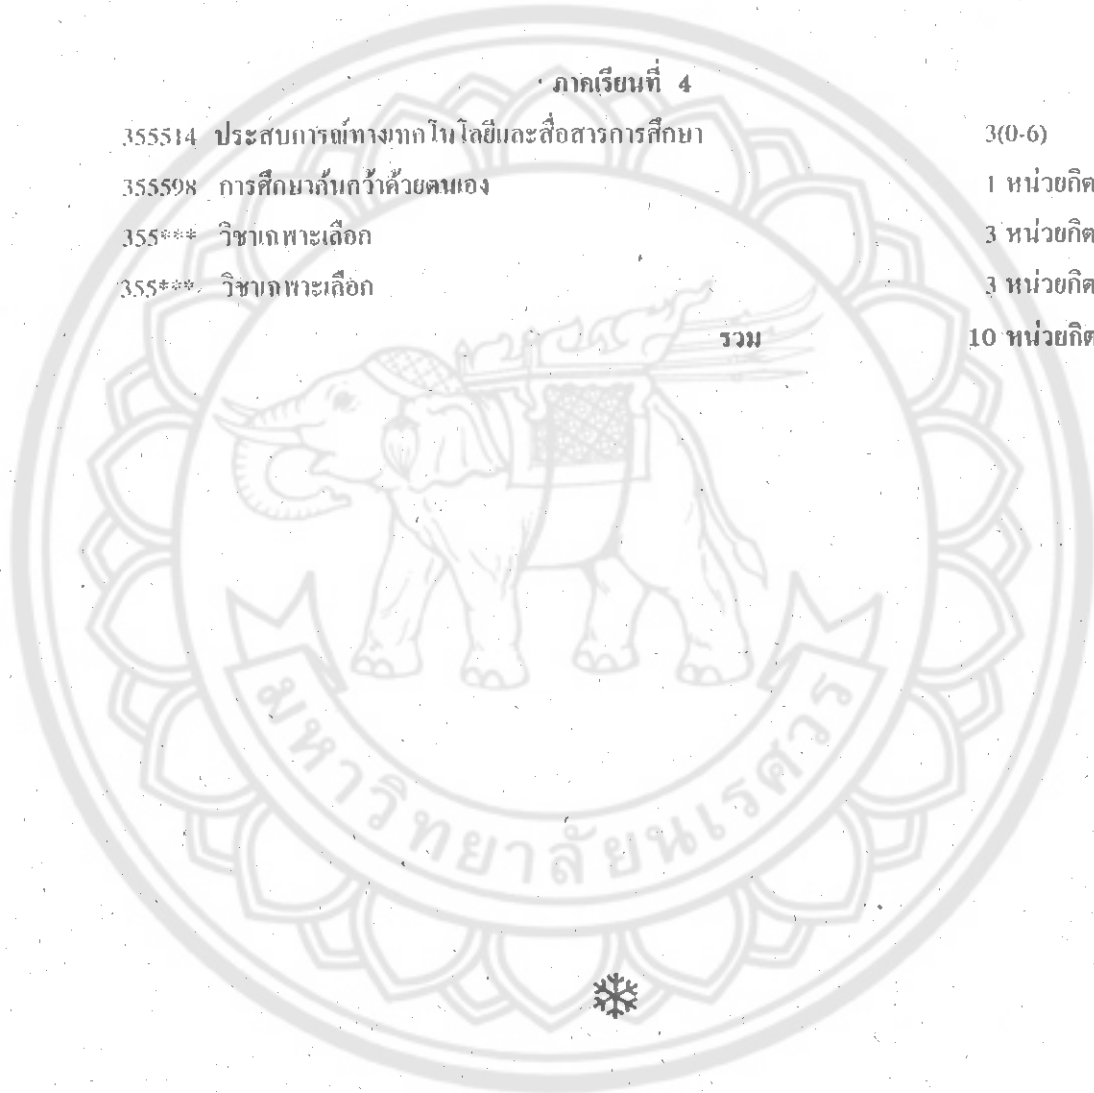 ภาคเรียนที่ 4
355514 ประสบการณ์ทางเทคโนโลยีและสื่อสารการศึกษา 3(0-6)
355598 การศึกษาค้นคว้าด้วยตนเอง 1 หน่วยกิต
355*** วิชาเฉพาะเลือก 3 หน่วยกิต
355*** วิชาเฉพาะเลือก 3 หน่วยกิต
รวม 10 หน่วยกิต
มหาวิทยาลัยนเรศวร